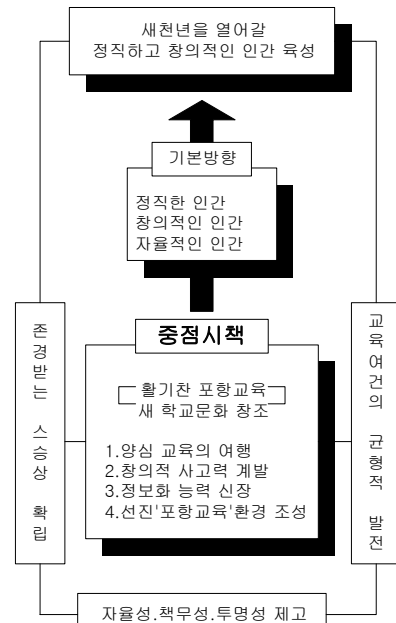 새천년을 열어갈
정직하고 창의적인 인간 육성
기본방향
정직한 인간
창의적인 인간
자율적인 인간
중점시책
활기찬 포항교육
새 학교문화 창조
1.양심 교육의 여행
2.창의적 사고력 계발
3.정보화 능력 신장
4.선진'포항교육'환경 조성
존경받는 스승상 확립
교육여건의 균형적 발전
자율성.책무성.투명성 제고